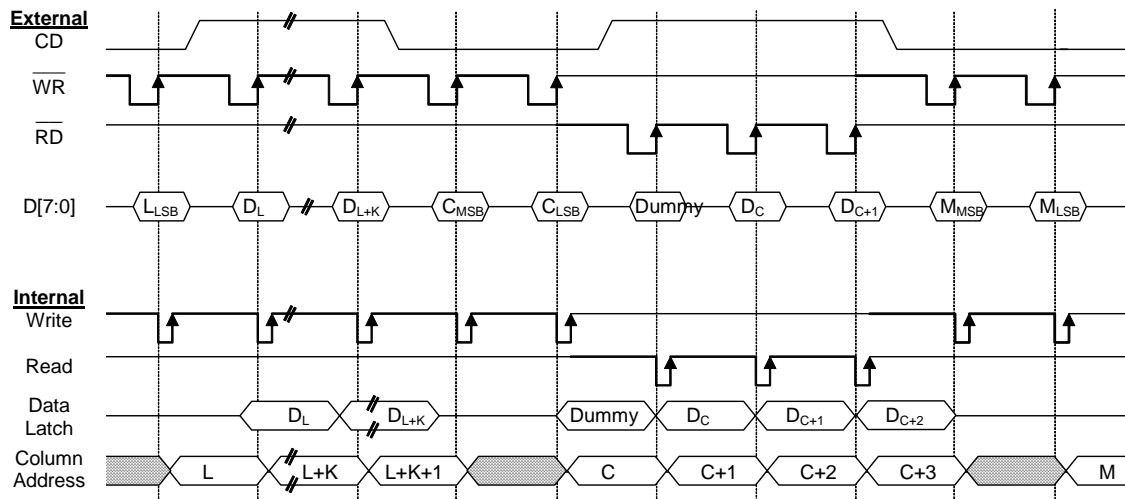 External
CD
WR
RD
D[7:0] LLSB DL DL+K CMSB CLSB Dummy DC DC+1 MMSB MLSB
Internal
Write
Read
Data
Latch
DL DL+K Dummy DC DC+1 DC+2
Column
Address
L L+K L+K+1 C C+1 C+2 C+3 M